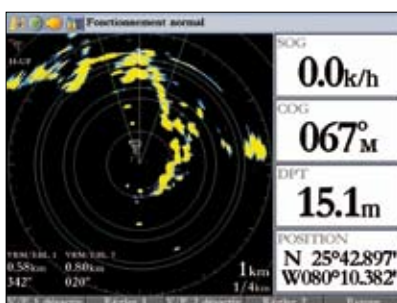 Fonctionnement normal
H-UP
VRM/EBL 1 VRM/EBL 2
0.58km 0.80km
342° 020°
1km
1/4km
SOG
0.0k/h
COG
067°M
DPT
15.1m
POSITION
N 25°42.897'
W080°10.382'